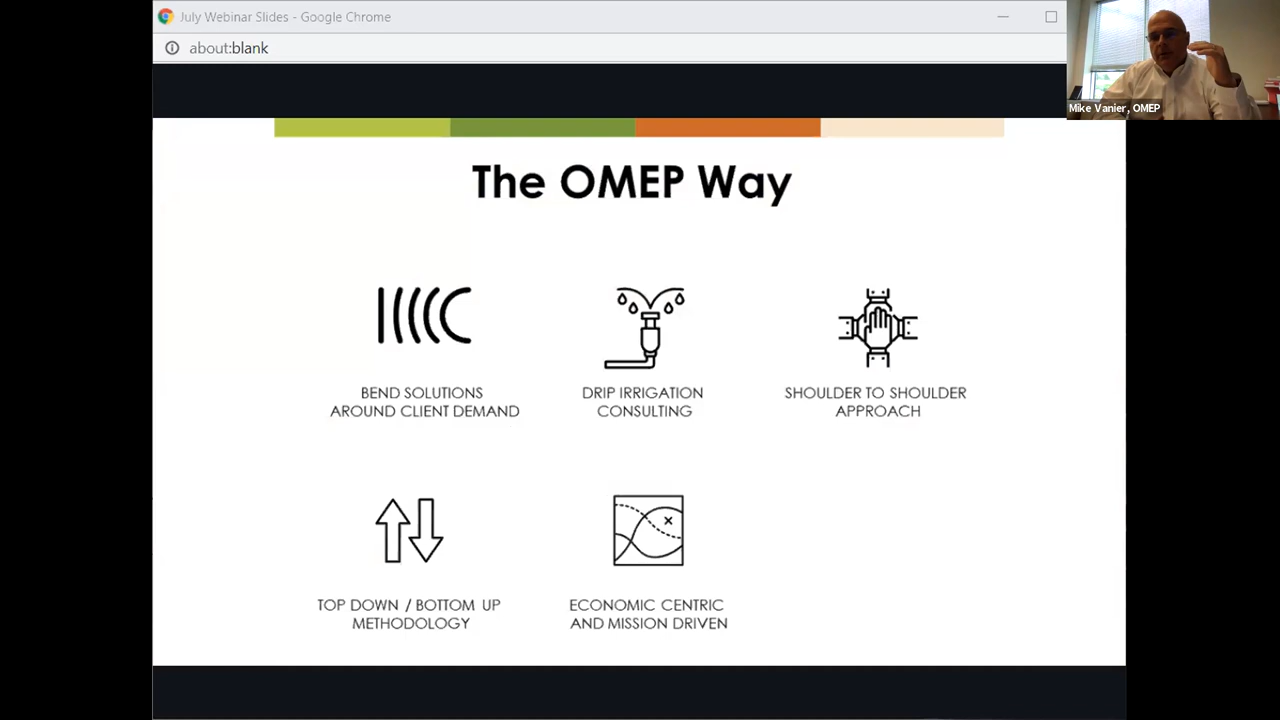 July Webinar Slides - Google Chrome
about:blank
Mike Vanier, OMEP
The OMEP Way
BEND SOLUTIONS
AROUND CLIENT DEMAND
DRIP IRRIGATION
CONSULTING
SHOULDER TO SHOULDER
APPROACH
TOP DOWN / BOTTOM UP
METHODOLOGY
ECONOMIC CENTRIC
AND MISSION DRIVEN